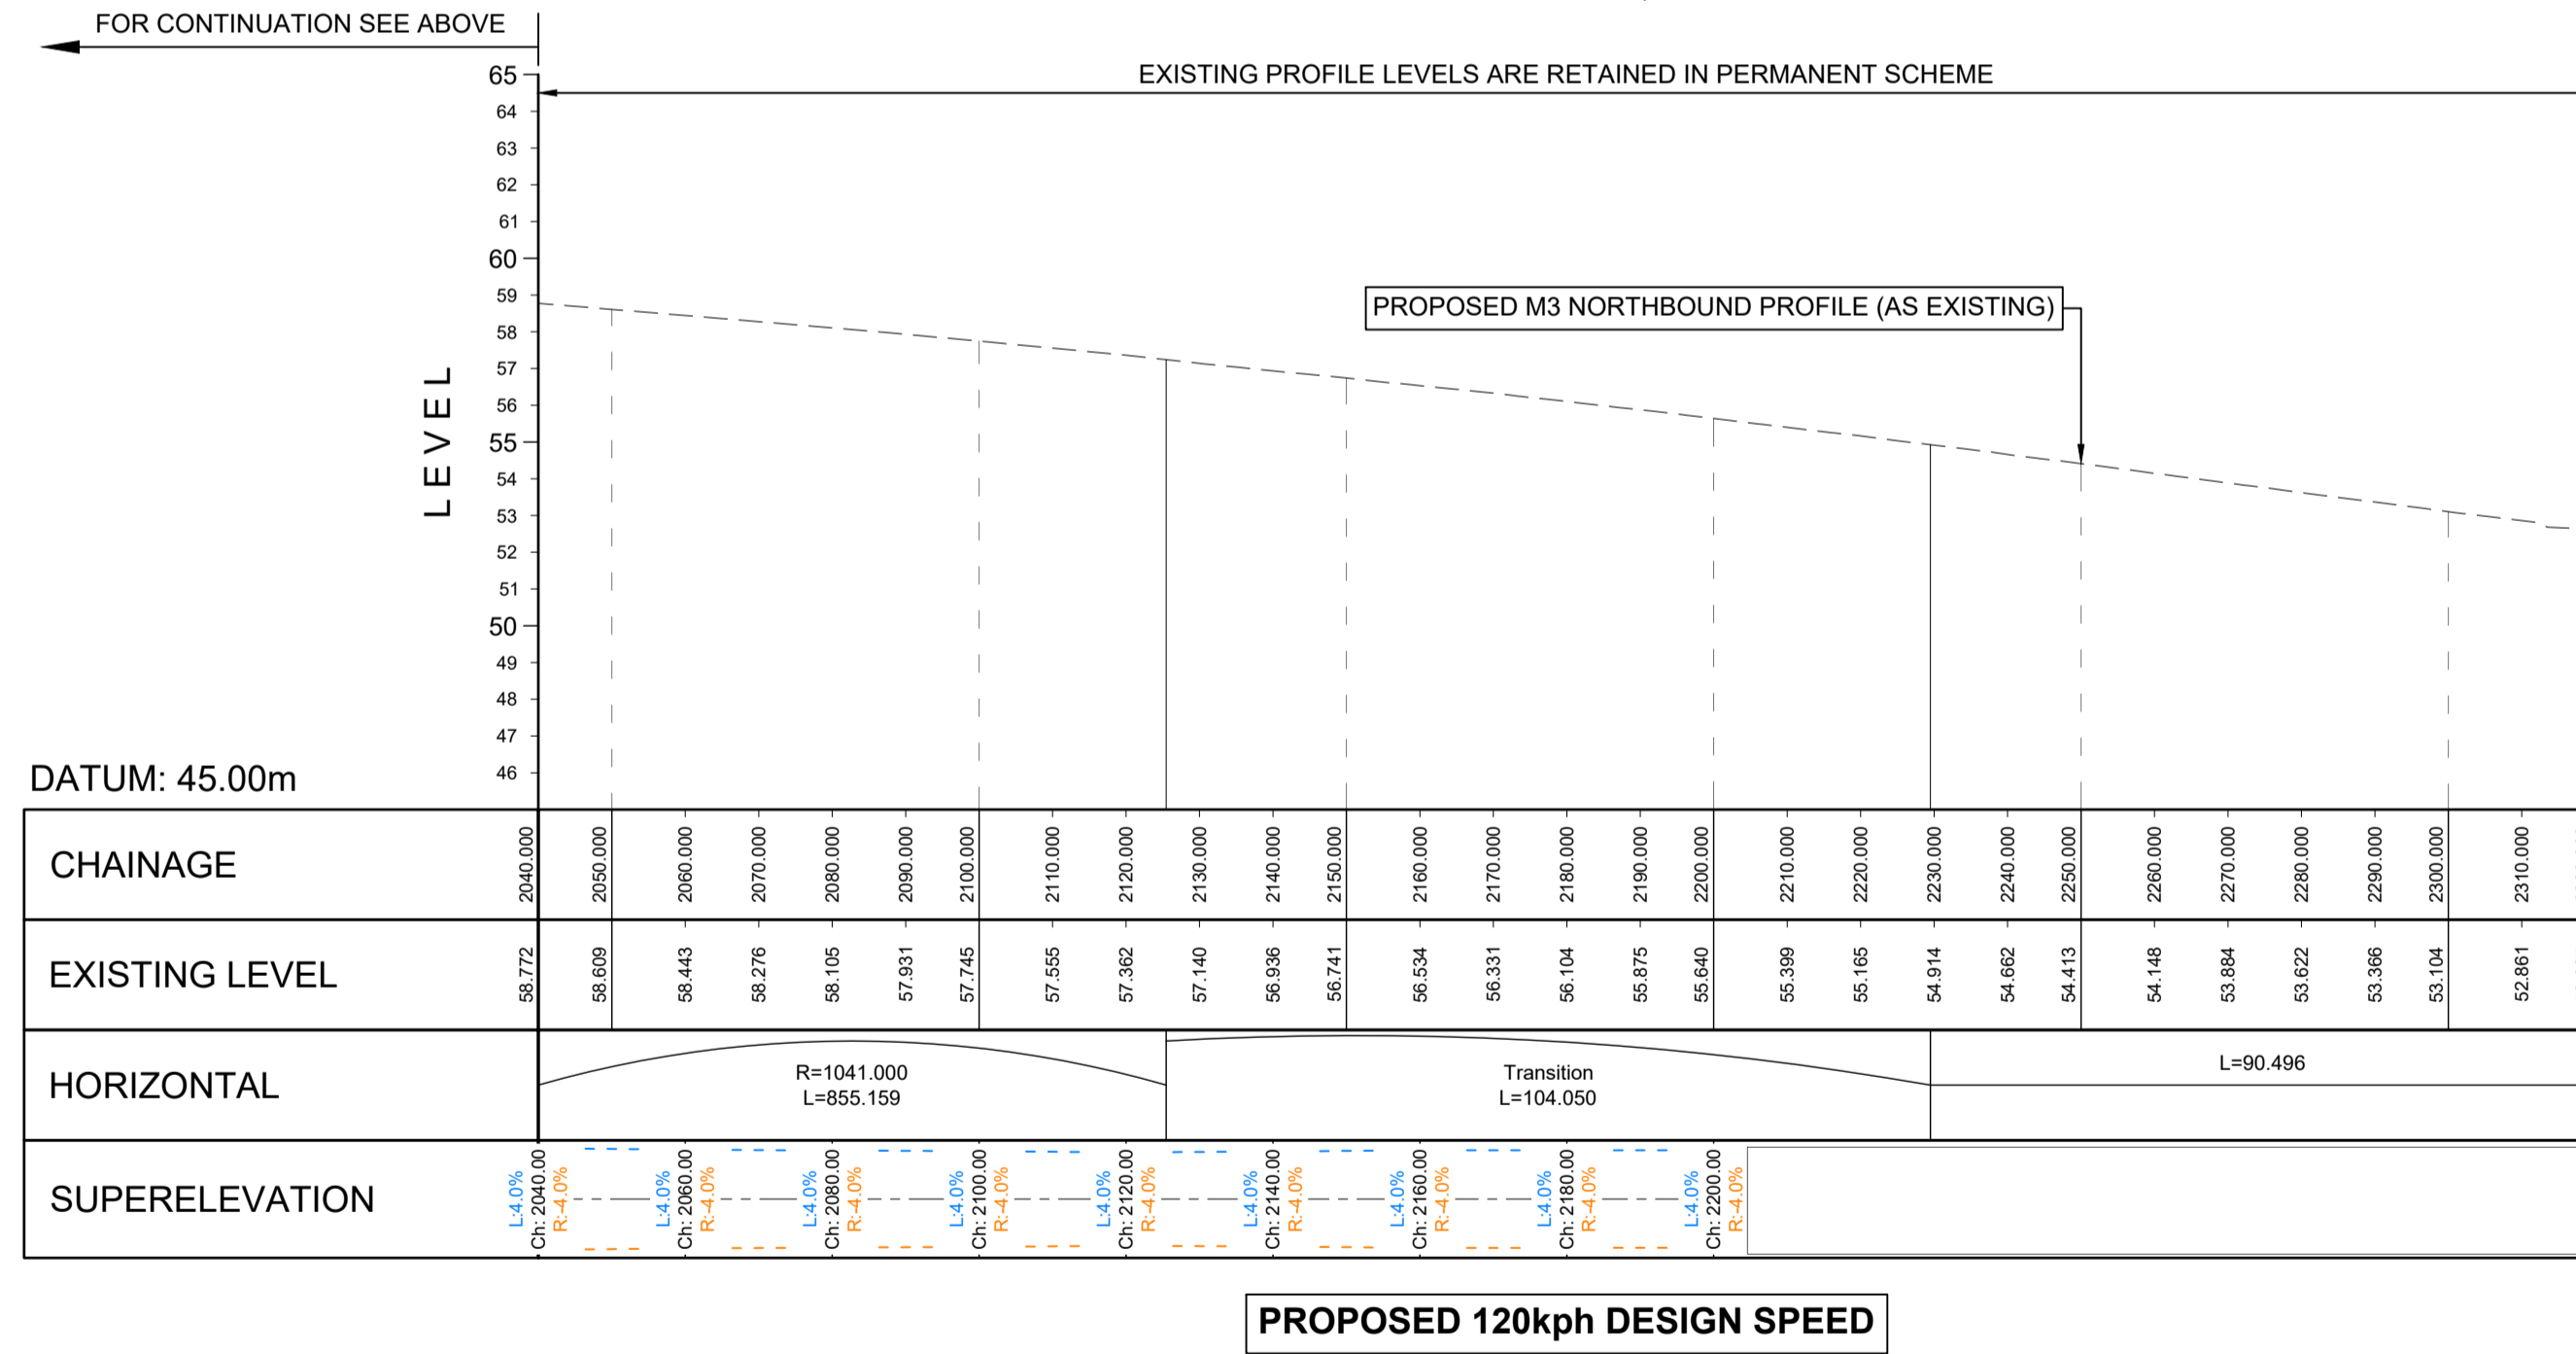 FOR CONTINUATION SEE ABOVE
EXISTING PROFILE LEVELS ARE RETAINED IN PERMANENT SCHEME
65
64
63
62
61
60
59
58
57
56
55
54
53
52
51
50
49
48
47
46
LEVEL
PROPOSED M3 NORTHBOUND PROFILE (AS EXISTING)
DATUM: 45.00m
CHAINAGE
2040.000
2050.000
2060.000
2070.000
2080.000
2090.000
2100.000
2110.000
2120.000
2130.000
2140.000
2150.000
2160.000
2170.000
2180.000
2190.000
2200.000
2210.000
2220.000
2230.000
2240.000
2250.000
2260.000
2270.000
2280.000
2290.000
2300.000
2310.000
EXISTING LEVEL
58.772
58.609
58.443
58.276
58.105
57.931
57.745
57.555
57.362
57.140
56.936
56.741
56.534
56.331
56.104
55.875
55.640
55.399
55.165
54.914
54.662
54.413
54.148
53.884
53.622
53.366
53.104
52.861
HORIZONTAL
R=1041.000
L=855.159
Transition
L=104.050
L=90.496
SUPERELEVATION
L:4.0%
Ch: 2040.00
R:-4.0%
L:4.0%
Ch: 2060.00
R:-4.0%
L:4.0%
Ch: 2080.00
R:-4.0%
L:4.0%
Ch: 2100.00
R:-4.0%
L:4.0%
Ch: 2120.00
R:-4.0%
L:4.0%
Ch: 2140.00
R:-4.0%
L:4.0%
Ch: 2160.00
R:-4.0%
L:4.0%
Ch: 2180.00
R:-4.0%
L:4.0%
Ch: 2200.00
R:-4.0%
PROPOSED 120kph DESIGN SPEED